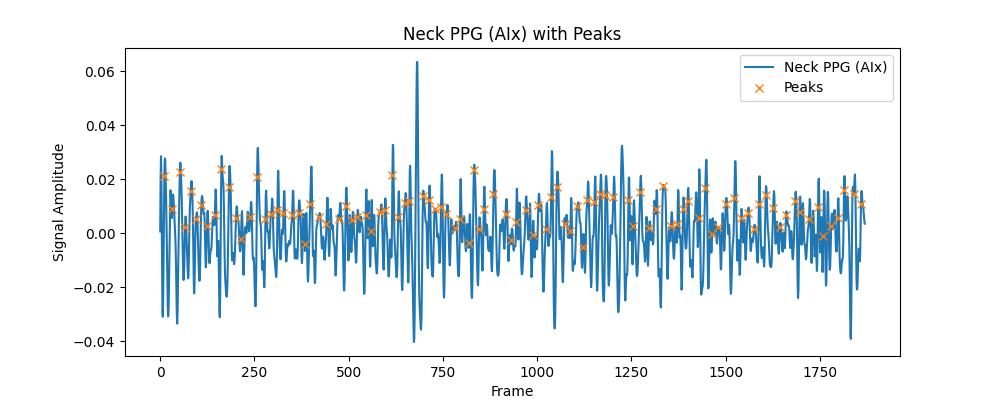 Neck PPG (AIx) with Peaks
Neck PPG (AIx)
Peaks
Signal Amplitude
0.06
0.04
0.02
0.00
−0.02
−0.04
0 250 500 750 1000 1250 1500 1750
Frame